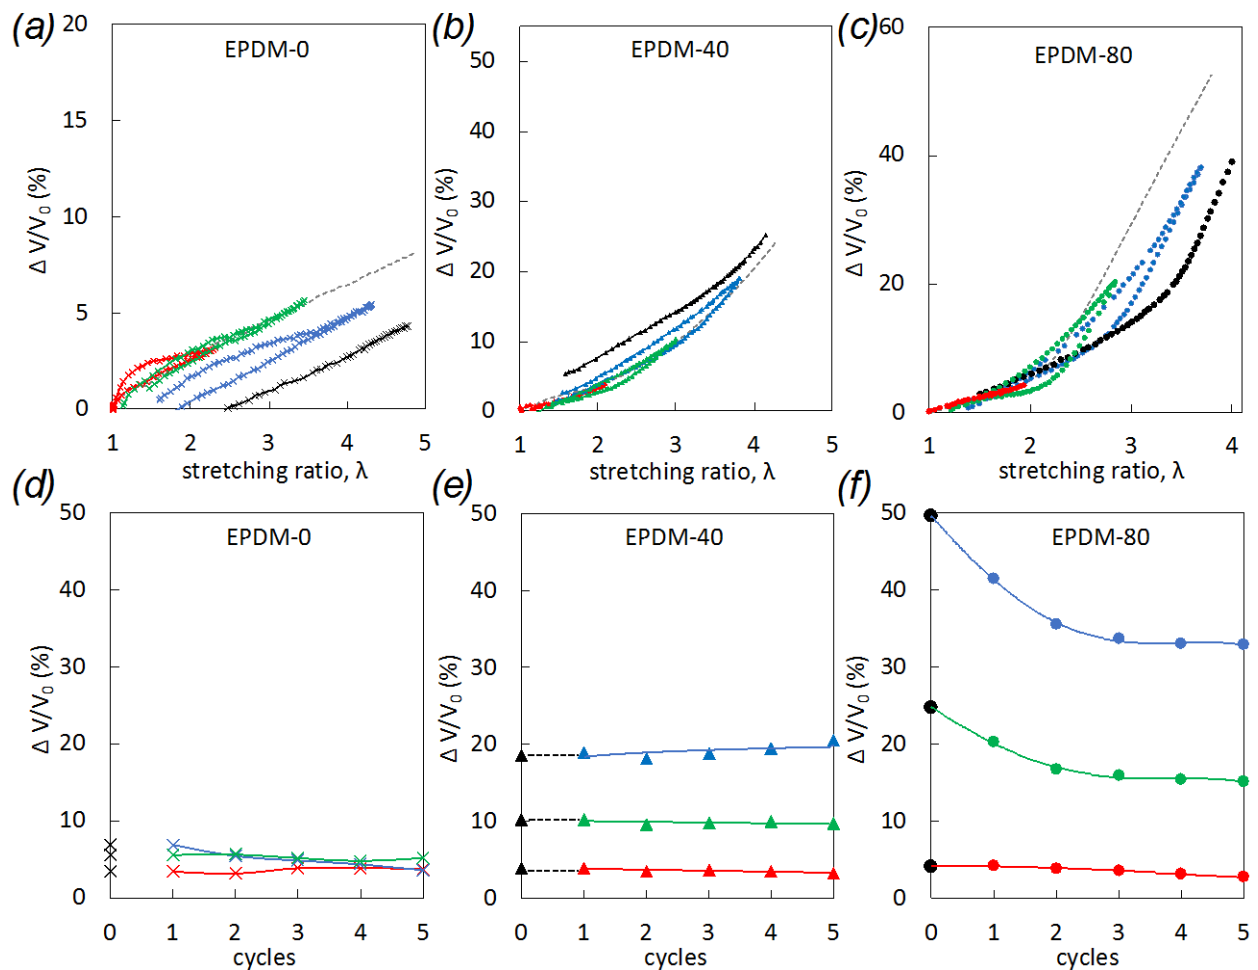 (a)
EPDM-0
20
15
10
5
0
Δ V/V0 (%)
1 2 3 4 5
stretching ratio, λ
(b)
EPDM-40
50
40
30
20
10
0
Δ V/V0 (%)
1 2 3 4 5
stretching ratio, λ
(c)
EPDM-80
60
40
20
0
Δ V/V0 (%)
1 2 3 4
stretching ratio, λ
(d)
EPDM-0
50
40
30
20
10
0
Δ V/V0 (%)
0 1 2 3 4 5
cycles
(e)
EPDM-40
50
40
30
20
10
0
Δ V/V0 (%)
0 1 2 3 4 5
cycles
(f)
EPDM-80
50
40
30
20
10
0
Δ V/V0 (%)
0 1 2 3 4 5
cycles